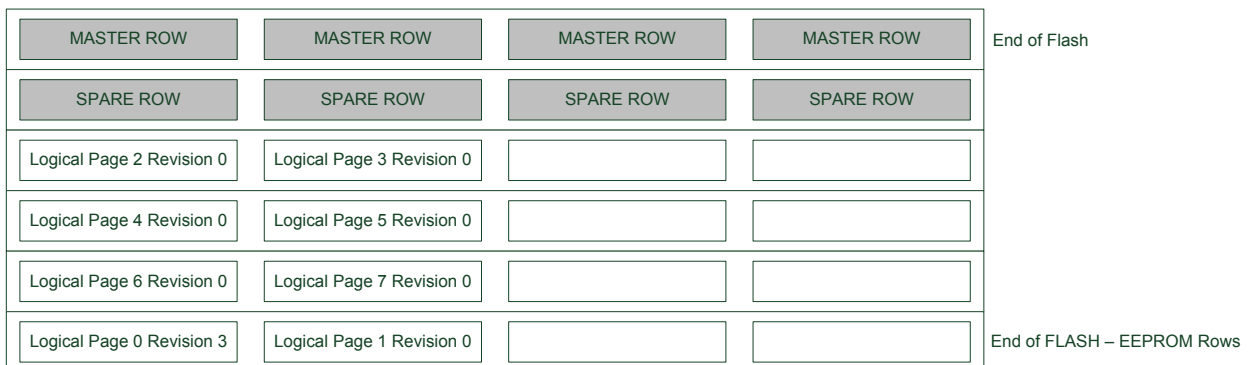 MASTER ROW MASTER ROW MASTER ROW MASTER ROW End of Flash
SPARE ROW SPARE ROW SPARE ROW SPARE ROW
Logical Page 2 Revision 0 Logical Page 3 Revision 0
Logical Page 4 Revision 0 Logical Page 5 Revision 0
Logical Page 6 Revision 0 Logical Page 7 Revision 0
Logical Page 0 Revision 3 Logical Page 1 Revision 0 End of FLASH – EEPROM Rows